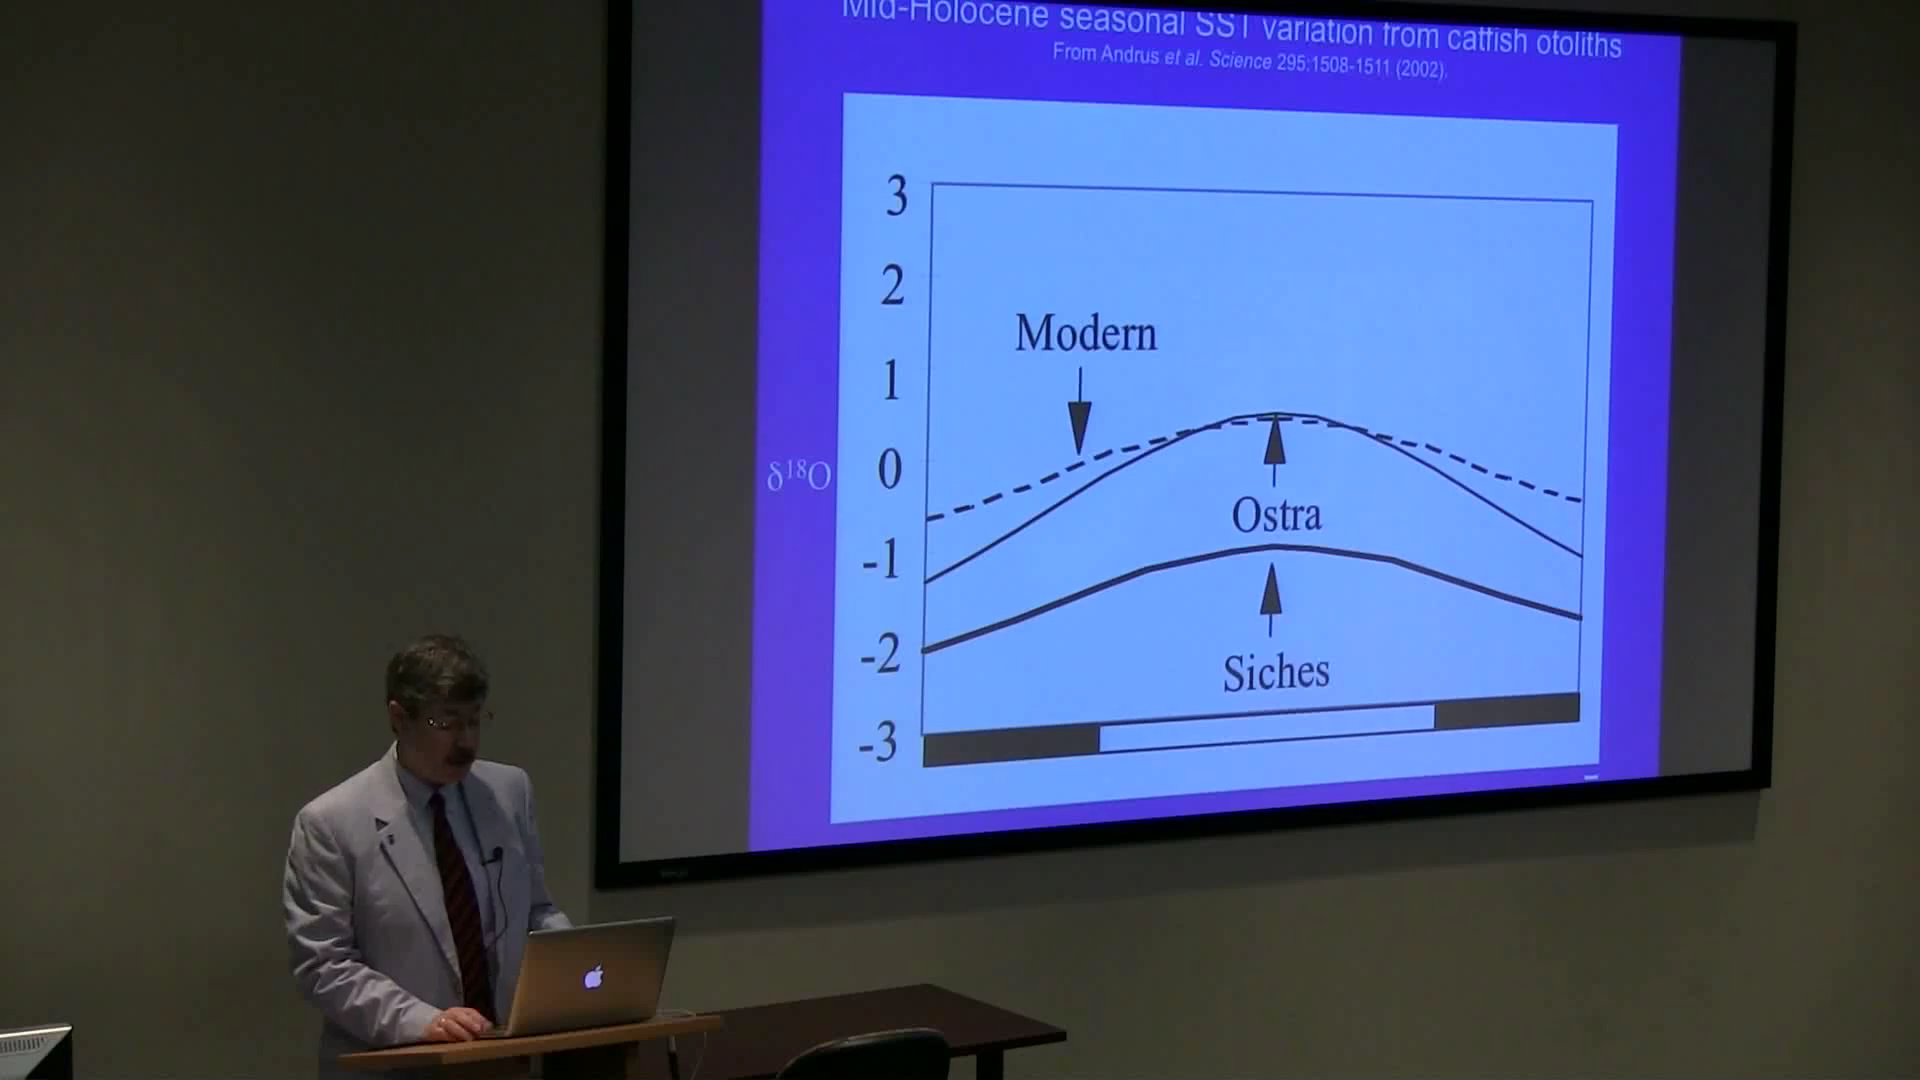 Mid-Holocene seasonal SST variation from catfish otoliths
From Andrus et al. Science 295:1508-1511 (2002).
3
2
Modern
1
0
δ18O
Ostra
-1
-2
Siches
-3